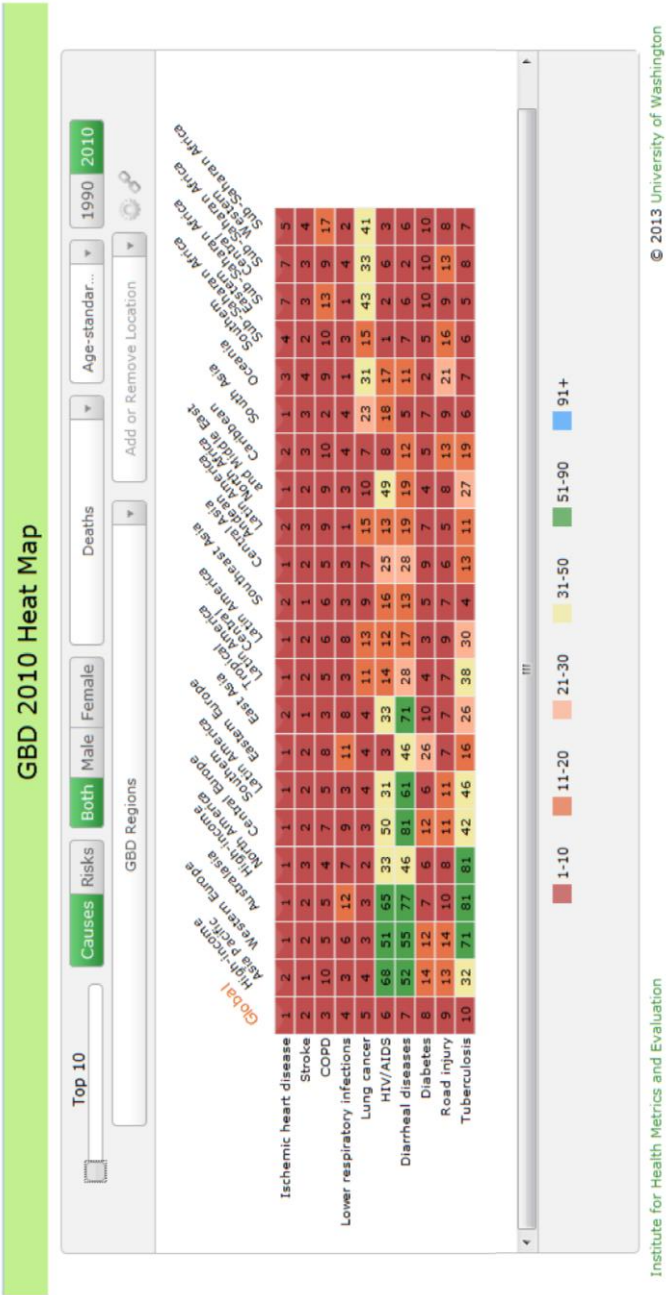 GBD 2010 Heat Map
Top 10 Causes Risks Both Male Female Deaths Age-standar... 1990 2010
GBD Regions Add or Remove Location
Global
High-income
Asia Pacific
Western Europe
Australasia
High-income
North America
Central Europe
Southern
Latin America
Eastern Europe
East Asia
Tropical
Latin America
Central
Latin America
Southeast Asia
Central Asia
Andean
Latin America
North Africa
and Middle East
Caribbean
South Asia
Oceania
Southern
Sub-Saharan Africa
Eastern
Sub-Saharan Africa
Central
Sub-Saharan Africa
Western
Sub-Saharan Africa
Ischemic heart disease 1 2 1 1 1 1 1 1 2 1 1 2 1 2 1 2 1 3 4 7 7 5
Stroke 2 1 2 2 3 2 2 2 1 2 2 1 2 3 2 3 3 4 2 3 3 4
COPD 3 10 5 5 4 7 5 8 3 5 6 6 5 9 9 10 2 9 10 13 9 17
Lower respiratory infections 4 3 6 12 7 9 3 11 8 3 8 3 3 1 3 4 4 1 3 1 4 2
Lung cancer 5 4 3 3 2 3 4 4 4 11 13 9 7 15 10 7 23 31 15 43 33 41
HIV/AIDS 6 68 51 65 33 50 31 3 33 14 12 16 25 13 49 8 18 17 1 2 6 3
Diarrheal diseases 7 52 55 77 46 81 61 46 71 28 17 13 28 19 19 12 5 11 7 6 2 6
Diabetes 8 14 12 7 6 12 6 26 10 4 3 5 9 7 4 5 7 2 5 10 10 10
Road injury 9 13 14 10 8 11 11 7 7 7 9 7 6 5 8 13 9 21 16 9 13 8
Tuberculosis 10 32 71 81 81 42 46 16 26 38 30 4 13 11 27 19 6 7 6 5 8 7
1-10 11-20 21-30 31-50 51-90 91+
Institute for Health Metrics and Evaluation © 2013 University of Washington